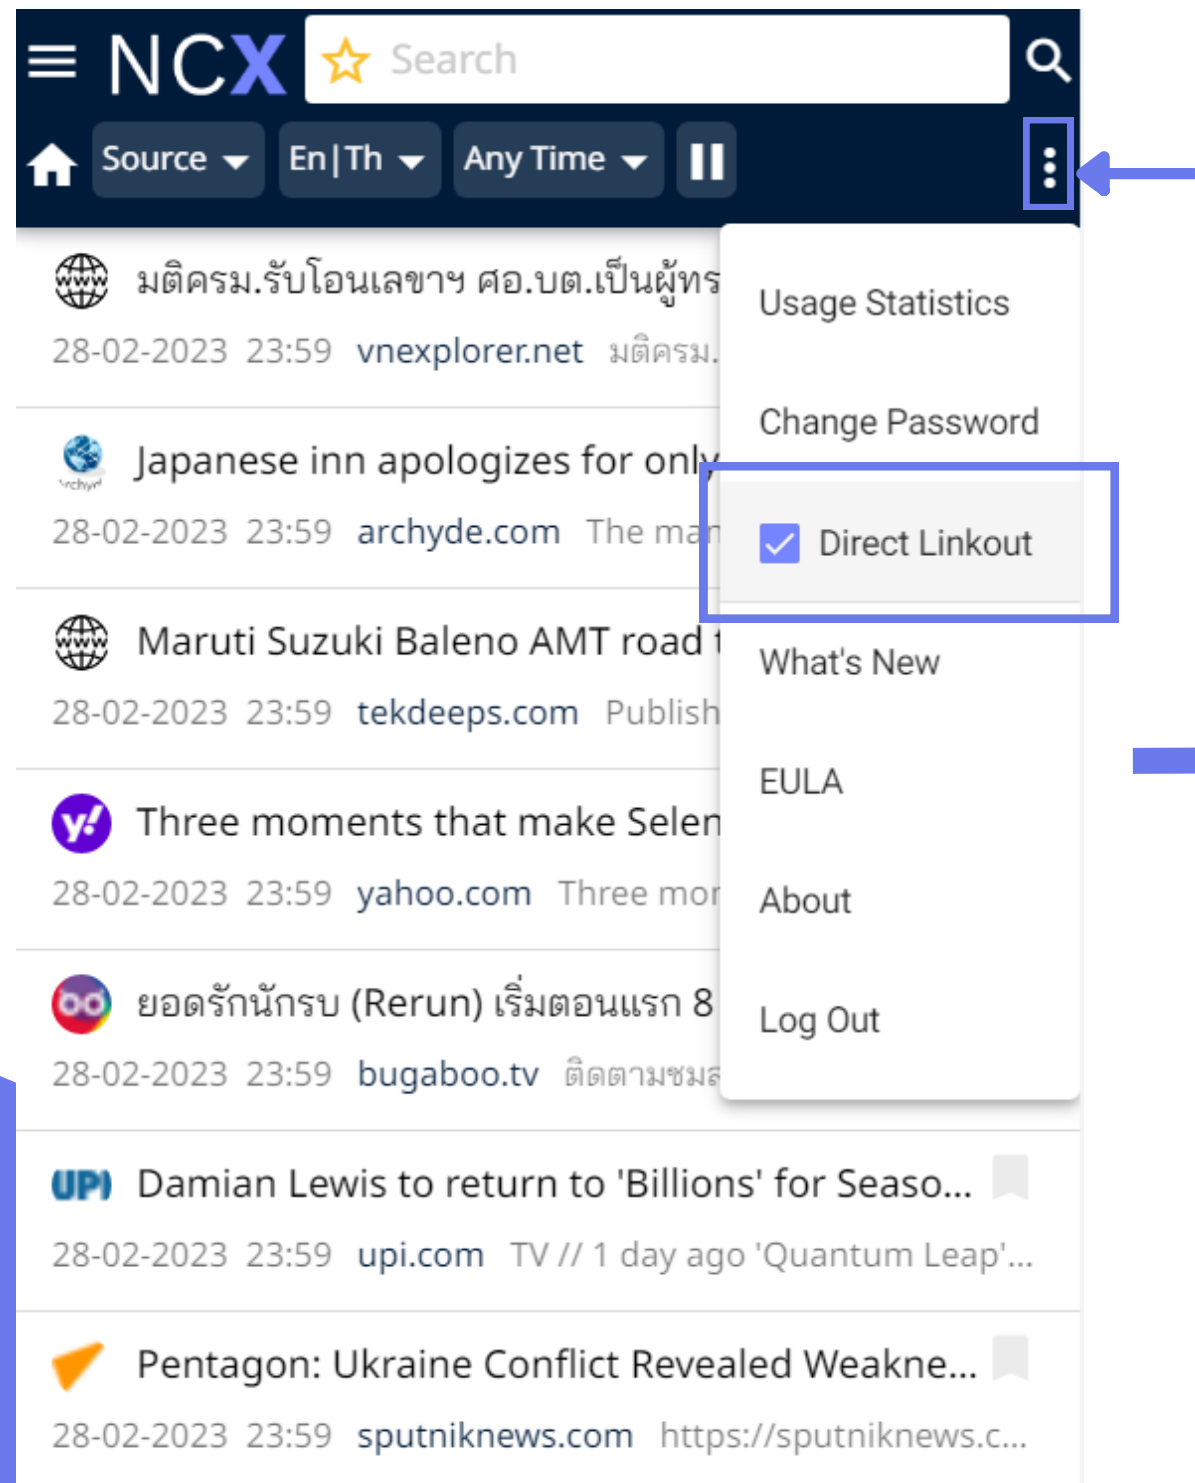 NCX Search
Source En|Th Any Time
มติครม.รับโอนเลขาฯ ศอ.บต.เป็นผู้ทร
28-02-2023 23:59 vnexplorer.net มติครม.
Japanese inn apologizes for only
28-02-2023 23:59 archyde.com The man
Maruti Suzuki Baleno AMT road t
28-02-2023 23:59 tekdeeps.com Publish
Three moments that make Selen
28-02-2023 23:59 yahoo.com Three mor
ยอดรักนักรบ (Rerun) เริ่มตอนแรก 8
28-02-2023 23:59 bugaboo.tv ติดตามชมส
UPI Damian Lewis to return to 'Billions' for Seaso...
28-02-2023 23:59 upi.com TV // 1 day ago 'Quantum Leap'...
Pentagon: Ukraine Conflict Revealed Weakne...
28-02-2023 23:59 sputniknews.com https://sputniknews.c...
Usage Statistics
Change Password
Direct Linkout
What's New
EULA
About
Log Out